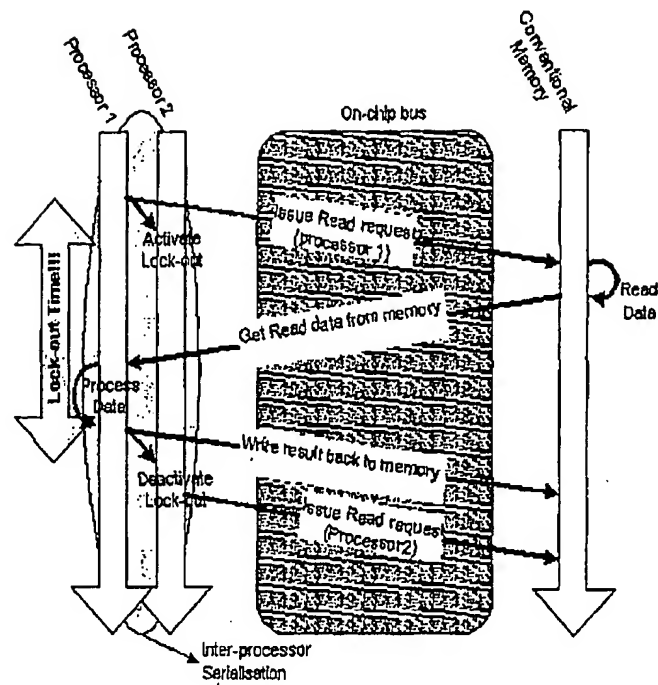 Processor 1
Processor 2
On-chip bus
Conventional
Memory
Issue Read request
(processor 1)
Activate
Lock-out
Lock-out Time!!!
Read
Data
Get Read data from memory
Process
Data
Write result back to memory
Deactivate
Lock-out
Issue Read reques
(Processor2)
Inter-processor
Serialisation